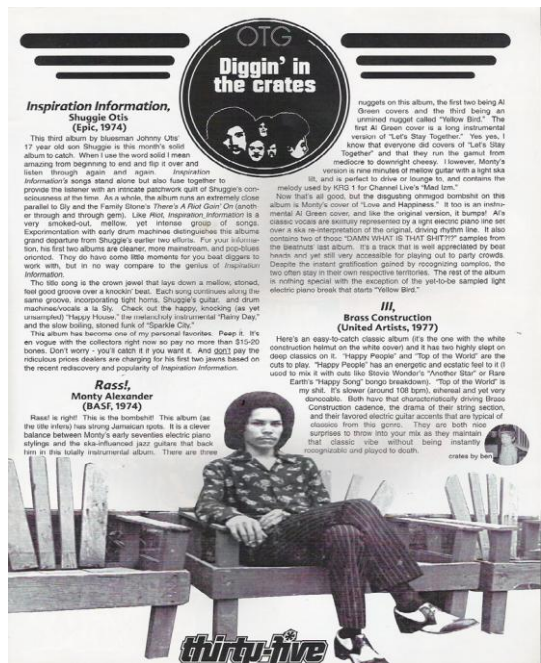 OTG
Diggin' in
the crates
Inspiration Information,
Shuggie Otis
(Epic, 1974)
This third album by bluesman Johnny Otis'
17 year old son Shuggie is this month's solid
album to catch. When I use the word solid I mean
amazing from beginning to end and flip it over and
listen through again and again. Inspiration
Information's songs stand alone but also fuse together to
provide the listener with an intricate patchwork quilt of Shuggie's con-
sciousness at the time. As a whole, the album runs an extremely close
parallel to Sly and the Family Stone's There's A Riot Goin' On (anoth-
er through and through gem). Like Riot, Inspiration, Information is a
very smoked-out, mellow, yet intense group of songs.
Experimentation with early drum machines distinguishes this albums
grand departure from Shuggie's earlier two efforts. For your informa-
tion, his first two albums are cleaner, more mainstream, and pop-blues
oriented. They do have some little moments for you beat diggers to
work with, but in no way compare to the genius of Inspiration
Information.
The title song is the crown jewel that lays down a mellow, stoned,
feel good groove over a knockin' beat. Each song continues along the
same groove, incorporating tight horns, Shuggie's guitar, and drum
machines/vocals a la Sly. Check out the happy, knocking (as yet
unsampled) "Happy House," the melancholy instrumental "Rainy Day,"
and the slow boiling, stoned funk of "Sparkle City."
This album has become one of my personal favorites. Peep it. It's
en vogue with the collectors right now so pay no more than $15-20
bones. Don't worry - you'll catch it if you want it. And don't pay the
ridiculous prices dealers are charging for his first two jawns based on
the recent rediscovery and popularity of Inspiration Information.
Rass!,
Monty Alexander
(BASF, 1974)
Rass! is right! This is the bombshit! This album (as
the title infers) has strong Jamaican roots. It is a clever
balance between Monty's early seventies electric piano
stylings and the ska-influenced jazz guitars that back
him in this totally instrumental album. There are three
nuggets on this album, the first two being Al
Green covers and the third being an
unmined nugget called "Yellow Bird." The
first Al Green cover is a long instrumental
version of "Let's Stay Together." Yes yes, I
know that everyone did covers of "Let's Stay
Together" and that they run the gamut from
mediocre to downright cheesy. However, Monty's
version is nine minutes of mellow guitar with a light ska
lilt, and is perfect to drive or lounge to, and contains the
melody used by KRG 1 for Channel Live's "Mad Izm."
Now that's all good, but the disgusting ohmigod bombshit on this
album is Monty's cover of "Love and Happiness." It too is an instru-
mental Al Green cover, and like the original version, it bumps! Al's
classic vocals are skillfully represented by a light electric piano line set
over a ska re-interpretation of the original, driving rhythm line. It also
contains two of those "DAMN WHAT IS THAT SHIT?!?" samples from
the Beatnuts' last album. It's a track that is well appreciated by beat
heads and yet still very accessible for playing out to party crowds.
Despite the instant gratification gained by recognizing samples, the
two often stay in their own respective territories. The rest of the album
in nothing special with the exception of the yet-to-be sampled light
electric piano break that starts "Yellow Bird."
III,
Brass Construction
(United Artists, 1977)
Here's an easy-to-catch classic album (it's the one with the white
construction helmut on the white cover) and it has two highly slept on
deep classics on it. "Happy People" and "Top of the World" are the
cuts to play. "Happy People" has an energetic and ecstatic feel to it (I
used to mix it with cuts like Stevie Wonder's "Another Star" or Rare
Earth's "Happy Song" bongo breakdown). "Top of the World" is
my shit. It's slower (around 108 bpm), ethereal and yet very
danceable. Both have that characteristically driving Brass
Construction cadence, the drama of their string section,
and their favored electric guitar accents that are typical of
classics from this genre. They are both nice
surprises to throw into your mix as they maintain
that classic vibe without being instantly
recognizable and played to death.
crates by ben
thirty-five